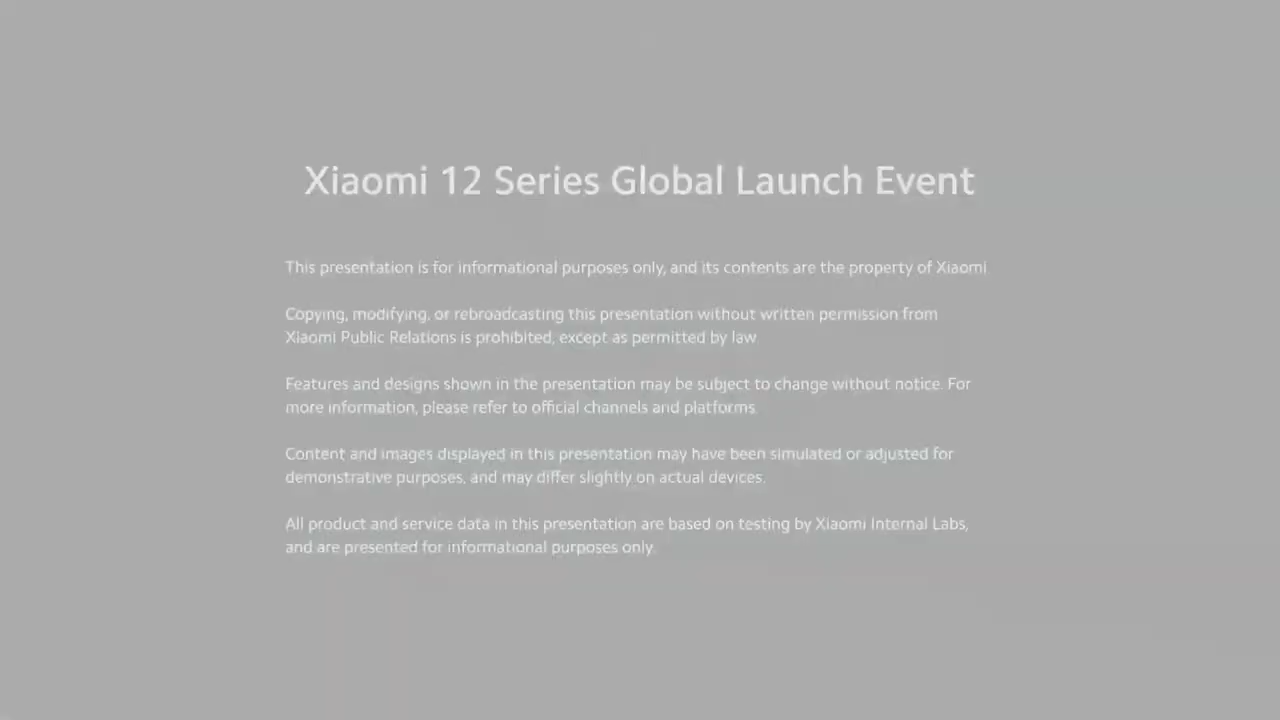 Xiaomi 12 Series Global Launch Event
This presentation is for informational purposes only, and its contents are the property of Xiaomi
Copying, modifying, or rebroadcasting this presentation without written permission from
Xiaomi Public Relations is prohibited, except as permitted by law.
Features and designs shown in the presentation may be subject to change without notice. For
more information, please refer to official channels and platforms.
Content and images displayed in this presentation may have been simulated or adjusted for
demonstrative purposes, and may differ slightly on actual devices.
All product and service data in this presentation are based on testing by Xiaomi Internal Labs,
and are presented for informational purposes only.